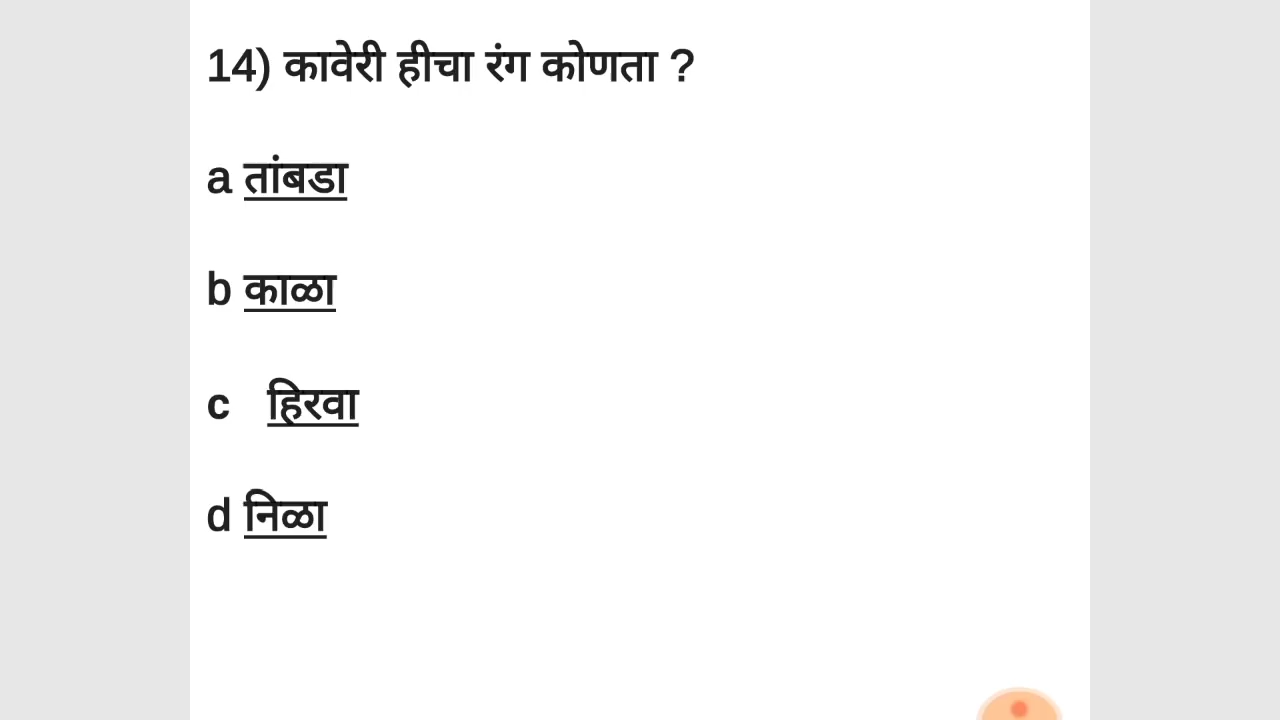 14) कावेरी हीचा रंग कोणता ?
a तांबडा
b काळा
c हिरवा
d निळा